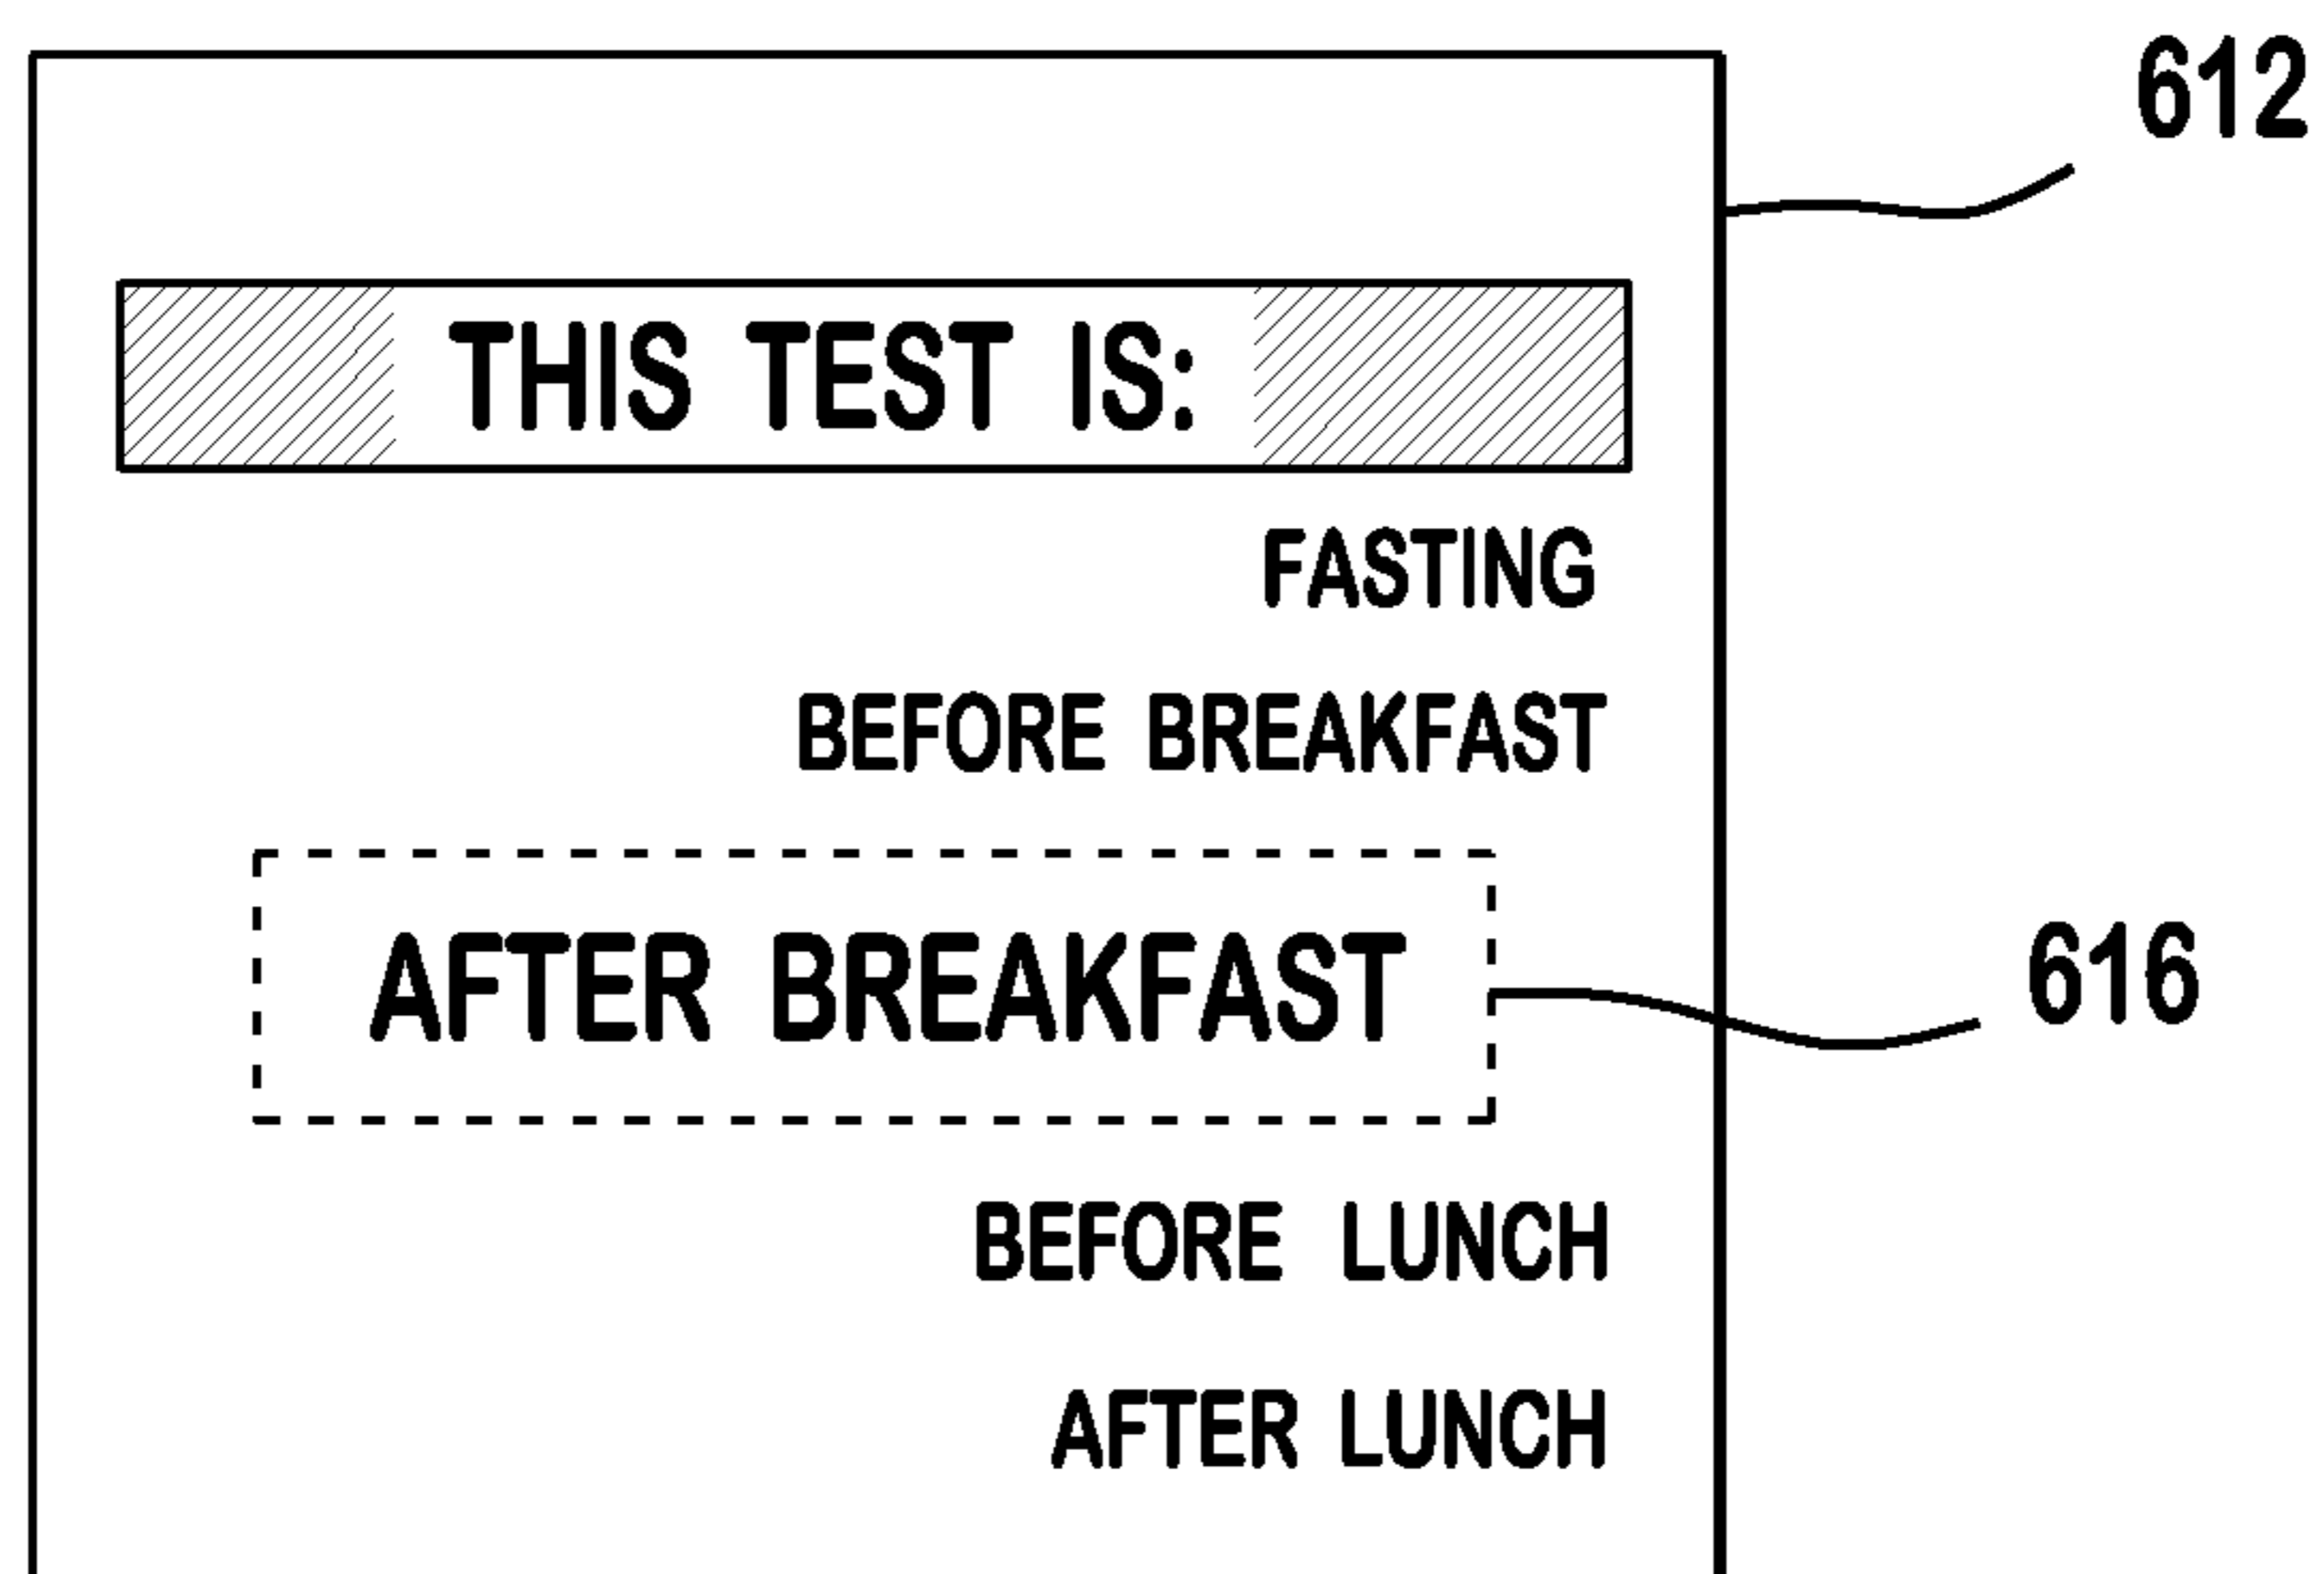 612
THIS TEST IS:
FASTING
BEFORE BREAKFAST
AFTER BREAKFAST
616
BEFORE LUNCH
AFTER LUNCH